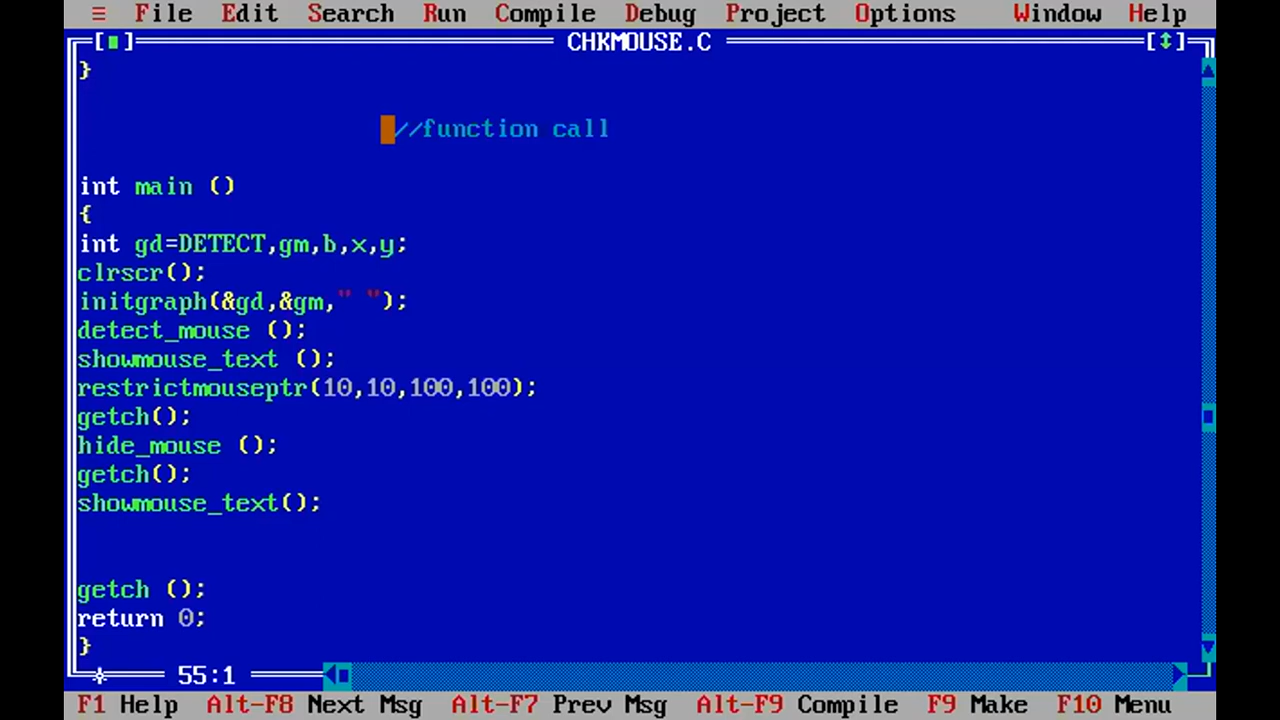 ≡ File Edit Search Run Compile Debug Project Options Window Help
[■] CHKMOUSE.C [↕]
}
//function call
int main ()
{
int gd=DETECT,gm,b,x,y;
clrscr();
initgraph(&gd,&gm," ");
detect_mouse ();
showmouse_text ();
restrictmouseptr(10,10,100,100);
getch();
hide_mouse ();
getch();
showmouse_text();
getch ();
return 0;
}
55:1
F1 Help Alt-F8 Next Msg Alt-F7 Prev Msg Alt-F9 Compile F9 Make F10 Menu